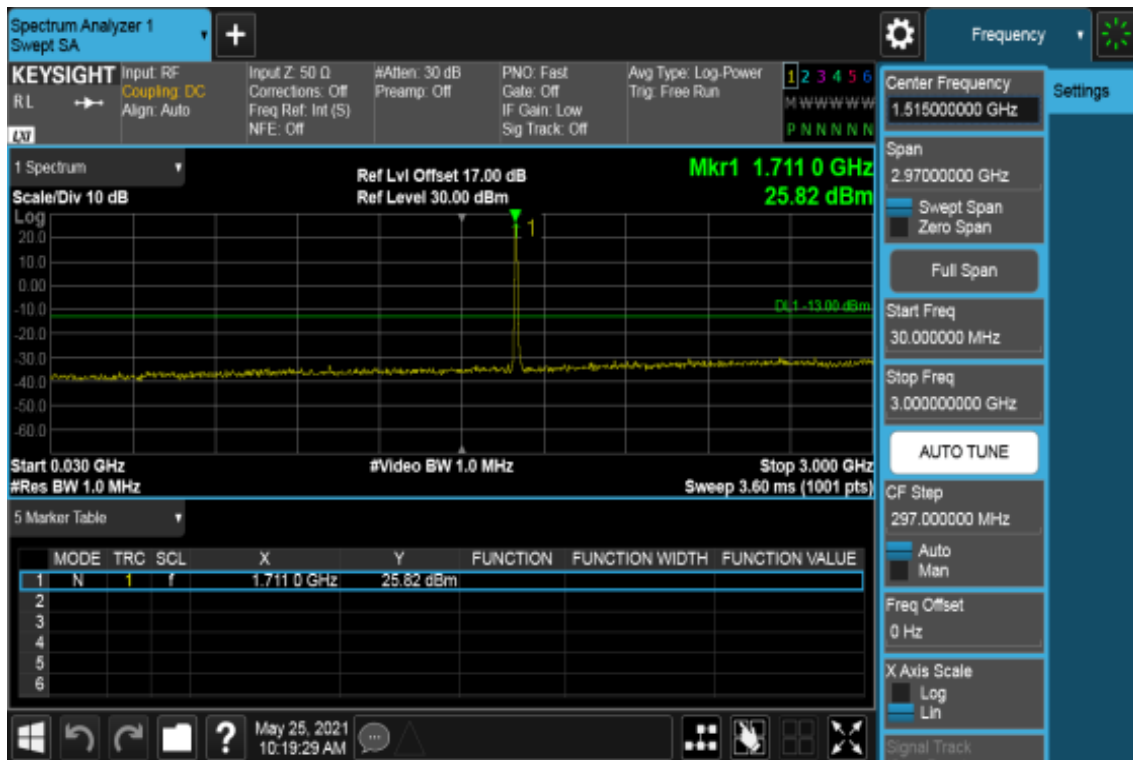 Spectrum Analyzer 1
Swept SA
+
Frequency
KEYSIGHT
RL
LXI
Input: RF
Coupling: DC
Align: Auto
Input Z: 50 Ω
Corrections: Off
Freq Ref: Int (S)
NFE: Off
#Atten: 30 dB
Preamp: Off
PNO: Fast
Gate: Off
IF Gain: Low
Sig Track: Off
Avg Type: Log-Power
Trig: Free Run
1 2 3 4 5 6
M W W W W W
P N N N N N
1 Spectrum
Scale/Div 10 dB
Log
Ref Lvl Offset 17.00 dB
Ref Level 30.00 dBm
Mkr1 1.711 0 GHz
25.82 dBm
1
20.0
10.0
0.00
-10.0
-20.0
-30.0
-40.0
-50.0
-60.0
DL1 -13.00 dBm
Start 0.030 GHz
#Res BW 1.0 MHz
#Video BW 1.0 MHz
Stop 3.000 GHz
Sweep 3.60 ms (1001 pts)
5 Marker Table
MODE TRC SCL X Y FUNCTION FUNCTION WIDTH FUNCTION VALUE
1 N 1 f 1.711 0 GHz 25.82 dBm
2
3
4
5
6
?
May 25, 2021
10:19:29 AM
Center Frequency
1.515000000 GHz
Settings
Span
2.97000000 GHz
Swept Span
Zero Span
Full Span
Start Freq
30.000000 MHz
Stop Freq
3.000000000 GHz
AUTO TUNE
CF Step
297.000000 MHz
Auto
Man
Freq Offset
0 Hz
X Axis Scale
Log
Lin
Signal Track